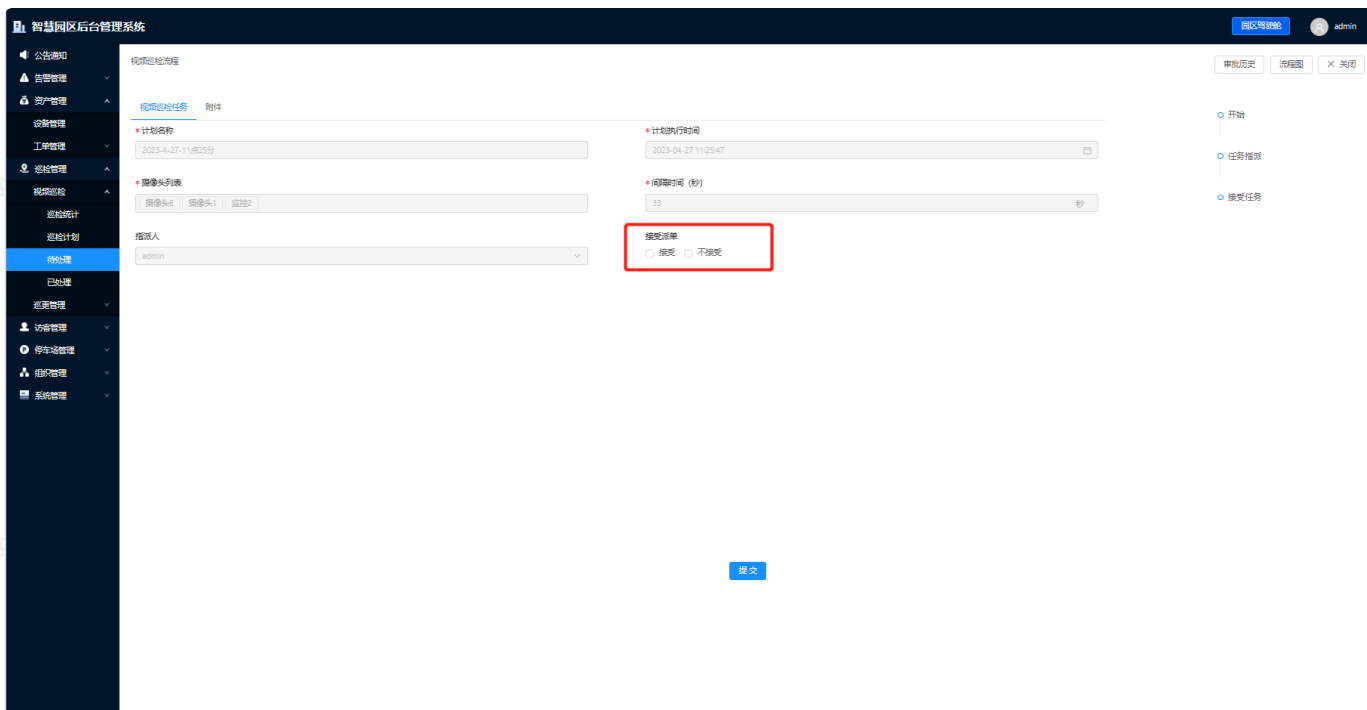 智慧园区后台管理系统
园区驾驶舱
admin
公告通知
告警管理
资产管理
设备管理
工单管理
巡检管理
视频巡检
巡检统计
巡检计划
待处理
已处理
巡更管理
访客管理
停车场管理
组织管理
系统管理
视频巡检流程
审批历史 流程图 × 关闭
视频巡检任务 附件
* 计划名称
2023-4-27-11点25分
* 计划执行时间
2023-04-27 11:25:47
* 摄像头列表
摄像头6 摄像头1 监控2
* 间隔时间（秒）
33 秒
指派人
admin
接受派单
接受 不接受
提交
开始
任务指派
接受任务